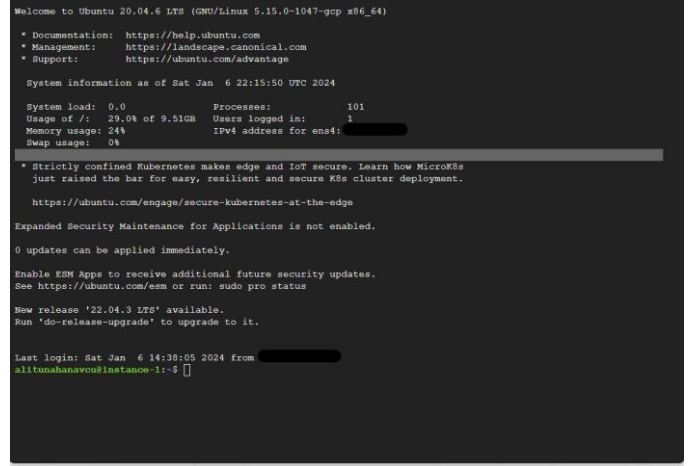 Welcome to Ubuntu 20.04.6 LTS (GNU/Linux 5.15.0-1047-gcp x86_64)
* Documentation: https://help.ubuntu.com
* Management: https://landscape.canonical.com
* Support: https://ubuntu.com/advantage
System information as of Sat Jan 6 22:15:50 UTC 2024
System load: 0.0 Processes: 101
Usage of /: 29.0% of 9.51GB Users logged in: 1
Memory usage: 24% IPv4 address for ens4:
Swap usage: 0%
* Strictly confined Kubernetes makes edge and IoT secure. Learn how MicroK8s
just raised the bar for easy, resilient and secure K8s cluster deployment.
https://ubuntu.com/engage/secure-kubernetes-at-the-edge
Expanded Security Maintenance for Applications is not enabled.
0 updates can be applied immediately.
Enable ESM Apps to receive additional future security updates.
See https://ubuntu.com/esm or run: sudo pro status
New release '22.04.3 LTS' available.
Run 'do-release-upgrade' to upgrade to it.
Last login: Sat Jan 6 14:38:05 2024 from
alitunahanavcu@instance-1:~$